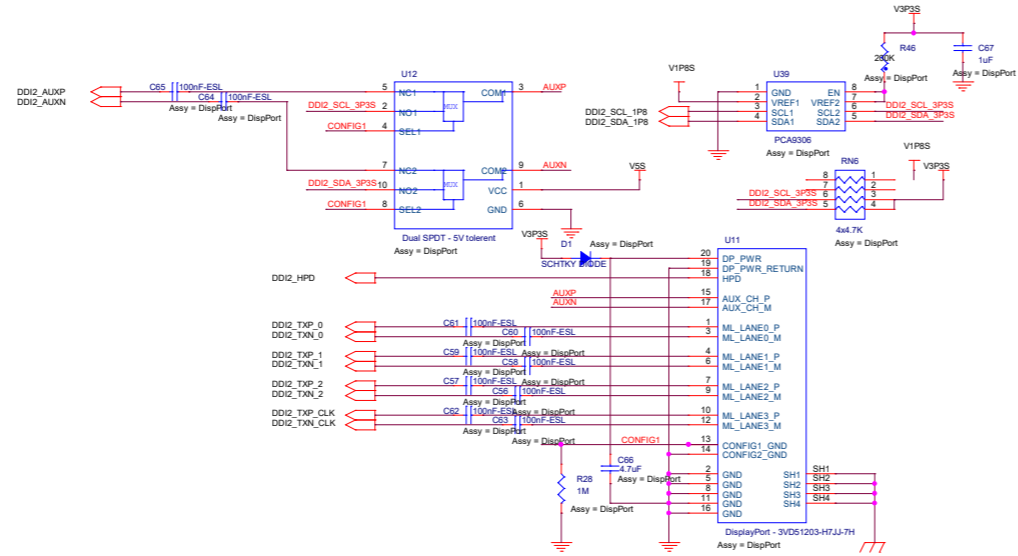 V3P3S
R46
200K
Assy = DispPort
C67
1uF
Assy = DispPort
U12
C65
100nF-ESL
DDI2_AUXP
DDI2_AUXN
C64
100nF-ESL
Assy = DispPort
Assy = DispPort
5
NC1
COM1
3
AUXP
DDI2_SCL_3P3S
2
NO1
MUX
CONFIG1
4
SEL1
7
NC2
COM2
9
AUXN
DDI2_SDA_3P3S
10
NO2
MUX
VCC
1
V5S
CONFIG1
8
SEL2
GND
6
Dual SPDT - 5V tolerent
Assy = DispPort
V1P8S
U39
1
GND
EN
8
2
VREF1
VREF2
7
DDI2_SCL_1P8
3
SCL1
SCL2
6
DDI2_SCL_3P3S
DDI2_SDA_1P8
4
SDA1
SDA2
5
DDI2_SDA_3P3S
PCA9306
Assy = DispPort
V1P8S
V3P3S
RN6
8
1
7
2
DDI2_SCL_3P3S
6
3
DDI2_SDA_3P3S
5
4
4x4.7K
Assy = DispPort
V3P3S
D1
Assy = DispPort
SCHTKY DIODE
U11
20
DP_PWR
19
DP_PWR_RETURN
DDI2_HPD
18
HPD
AUXP
15
AUX_CH_P
AUXN
17
AUX_CH_M
DDI2_TXP_0
C61
100nF-ESL
1
ML_LANE0_P
DDI2_TXN_0
C60
100nF-ESL
3
ML_LANE0_M
Assy = DispPort
Assy = DispPort
DDI2_TXP_1
C59
100nF-ESL
4
ML_LANE1_P
DDI2_TXN_1
C58
100nF-ESL
6
ML_LANE1_M
Assy = DispPort
Assy = DispPort
DDI2_TXP_2
C57
100nF-ESL
7
ML_LANE2_P
DDI2_TXN_2
C56
100nF-ESL
9
ML_LANE2_M
Assy = DispPort
Assy = DispPort
DDI2_TXP_CLK
C62
100nF-ESL
10
ML_LANE3_P
DDI2_TXN_CLK
C63
100nF-ESL
12
ML_LANE3_M
Assy = DispPort
Assy = DispPort
CONFIG1
13
CONFIG1_GND
14
CONFIG2_GND
C66
4.7uF
Assy = DispPort
R28
1M
Assy = DispPort
2
GND
SH1
SH1
5
GND
SH2
SH2
8
GND
SH3
SH3
11
GND
SH4
SH4
16
GND
DisplayPort - 3VD51203-H7JJ-7H
Assy = DispPort